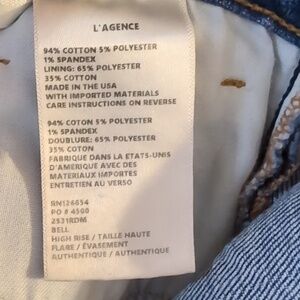 L'AGENCE
94% COTTON 5% POLYESTER
1% SPANDEX
LINING: 65% POLYESTER
35% COTTON
MADE IN THE USA
WITH IMPORTED MATERIALS
CARE INSTRUCTIONS ON REVERSE
94% COTTON 5% POLYESTER
1% SPANDEX
DOUBLURE: 65% POLYESTER
35% COTTON
FABRIQUE DANS LA ETATS-UNIS
D'AMERIQUE AVEC DES
MATERIAUX IMPORTES
ENTRETIEN AU VERSO
RN126654
PO # 4500
2531RDM
BELL
HIGH RISE / TAILLE HAUTE
FLARE / ÉVASEMENT
AUTHENTIQUE / AUTHENTIQUE